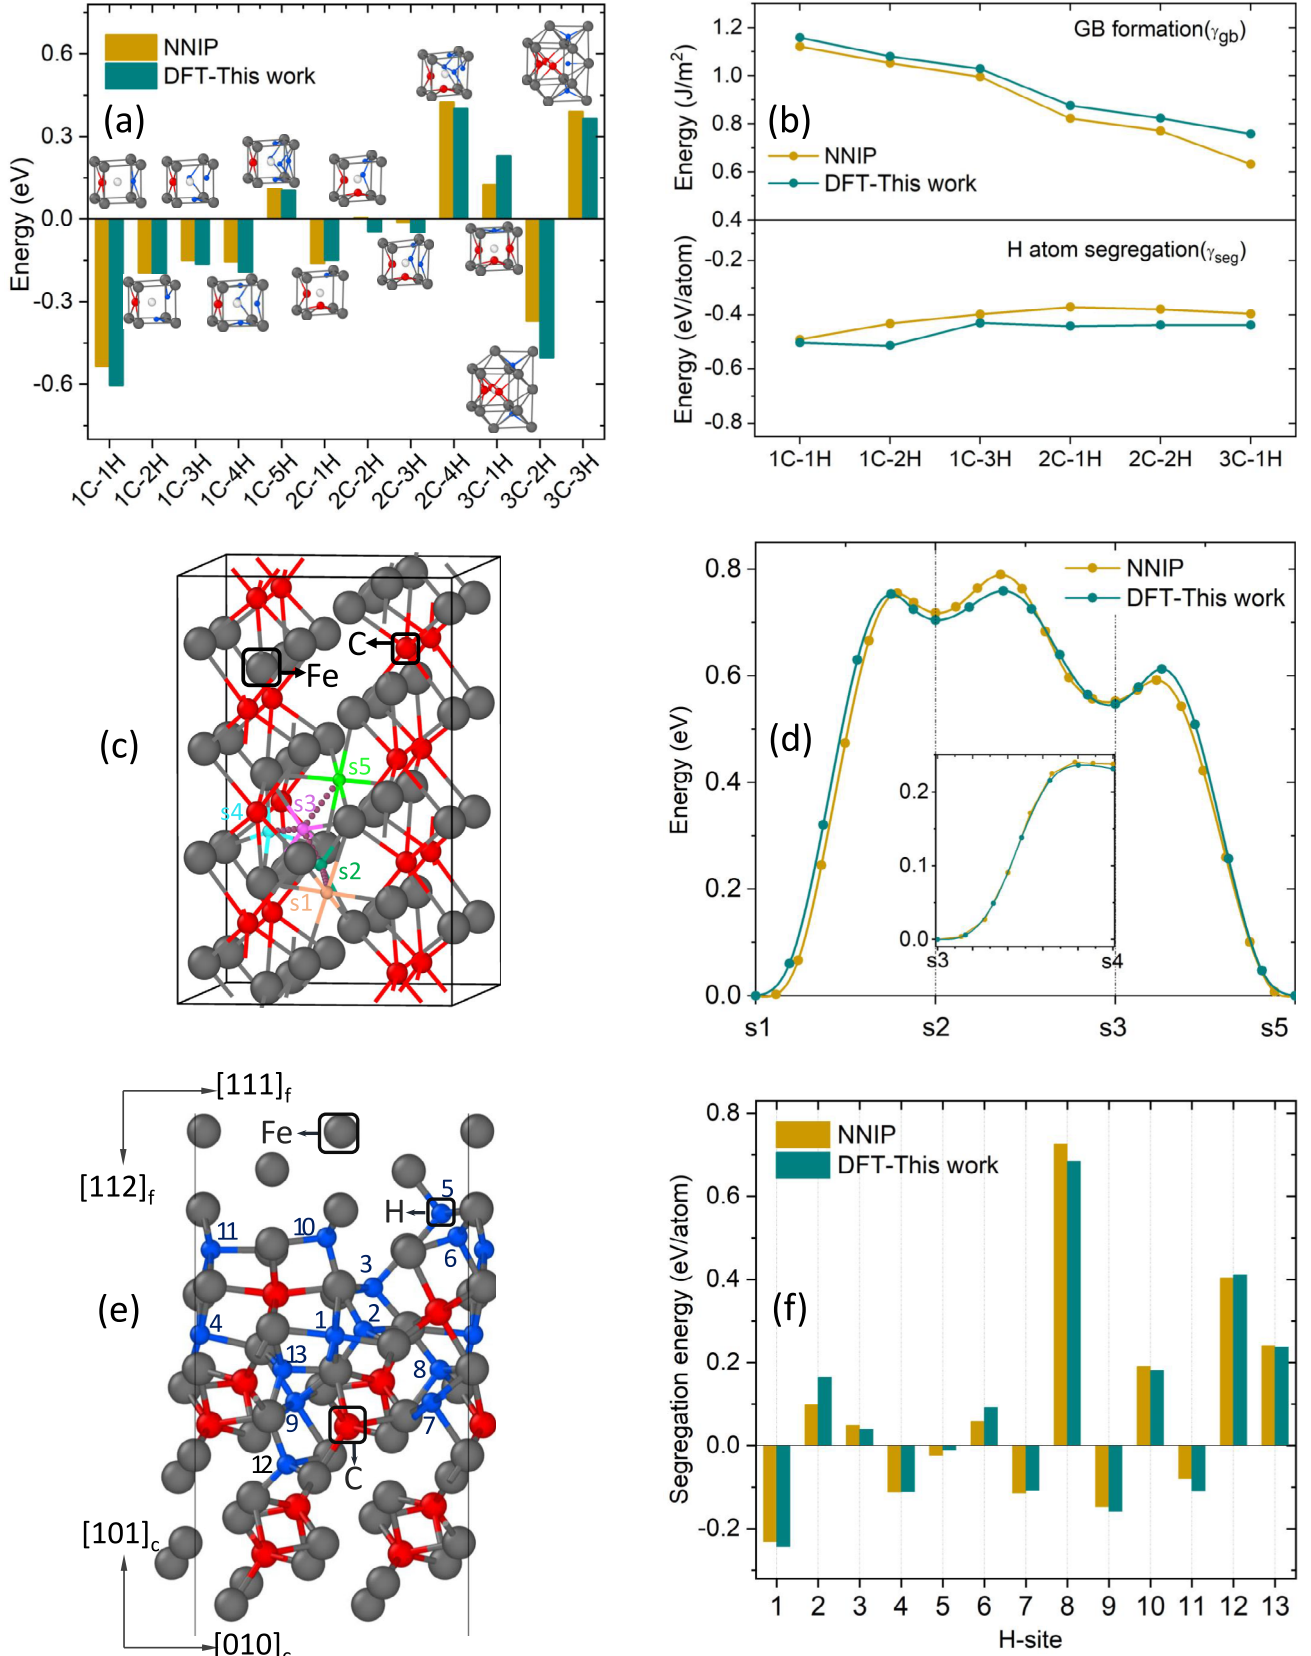 NNIP
DFT-This work
(a)
Energy (eV)
0.6
0.3
0.0
-0.3
-0.6
1C-1H
1C-2H
1C-3H
1C-4H
1C-5H
2C-1H
2C-2H
2C-3H
2C-4H
3C-1H
3C-2H
3C-3H
GB formation(γgb)
(b)
NNIP
DFT-This work
Energy (J/m²)
1.2
1.0
0.8
0.6
0.4
H atom segregation(γseg)
Energy (eV/atom)
-0.2
-0.4
-0.6
-0.8
1C-1H
1C-2H
1C-3H
2C-1H
2C-2H
3C-1H
(c)
C
Fe
s5
s3
s4
s2
s1
NNIP
DFT-This work
(d)
Energy (eV)
0.8
0.6
0.4
0.2
0.0
s1
s2
s3
s5
0.2
0.1
0.0
s3
s4
[111]f
[112]f
Fe
5
H
11
10
6
3
(e)
4
1
2
13
8
9
7
12
C
[101]c
[010]c
NNIP
DFT-This work
(f)
Segregation energy (eV/atom)
0.8
0.6
0.4
0.2
0.0
-0.2
1 2 3 4 5 6 7 8 9 10 11 12 13
H-site